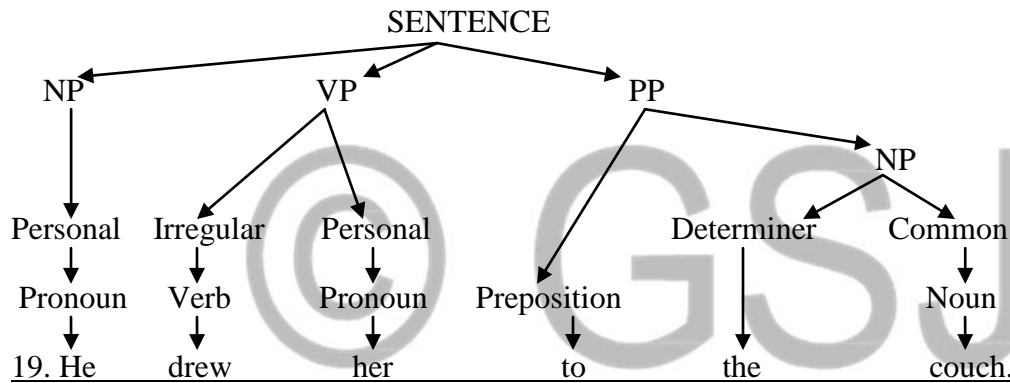 SENTENCE
NP VP PP
NP
Personal Irregular Personal Determiner Common
Pronoun Verb Pronoun Preposition Noun
19. He drew her to the couch.
© GSJ